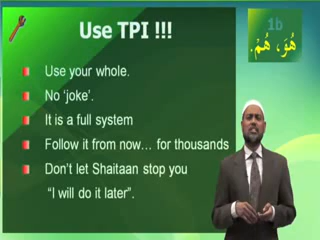 Use TPI !!!
1b
هُوَ، هُمْ.
Use your whole.
No ‘joke’.
It is a full system
Follow it from now… for thousands
Don’t let Shaitaan stop you
“I will do it later”.